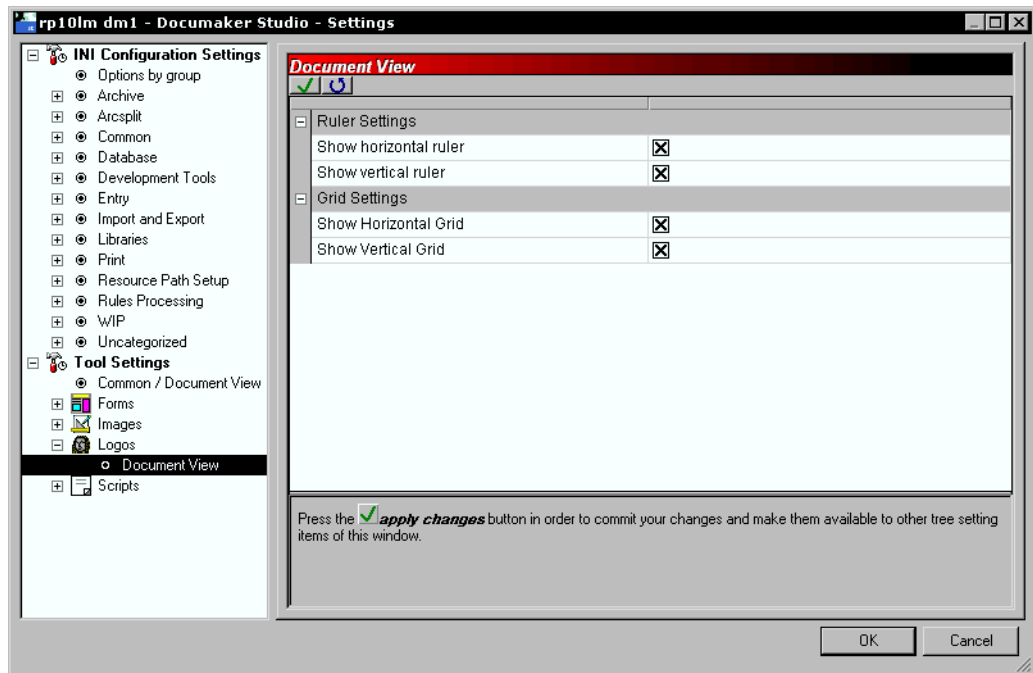 rp10lm dm1 - Documaker Studio - Settings
INI Configuration Settings
Options by group
Archive
Arcsplit
Common
Database
Development Tools
Entry
Import and Export
Libraries
Print
Resource Path Setup
Rules Processing
WIP
Uncategorized
Tool Settings
Common / Document View
Forms
Images
Logos
Document View
Scripts
Document View
Ruler Settings
Show horizontal ruler
Show vertical ruler
Grid Settings
Show Horizontal Grid
Show Vertical Grid
Press the apply changes button in order to commit your changes and make them available to other tree setting
items of this window.
OK
Cancel